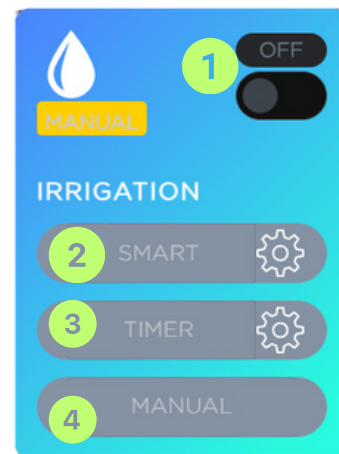 1 OFF
MANUAL
IRRIGATION
2 SMART
3 TIMER
4 MANUAL